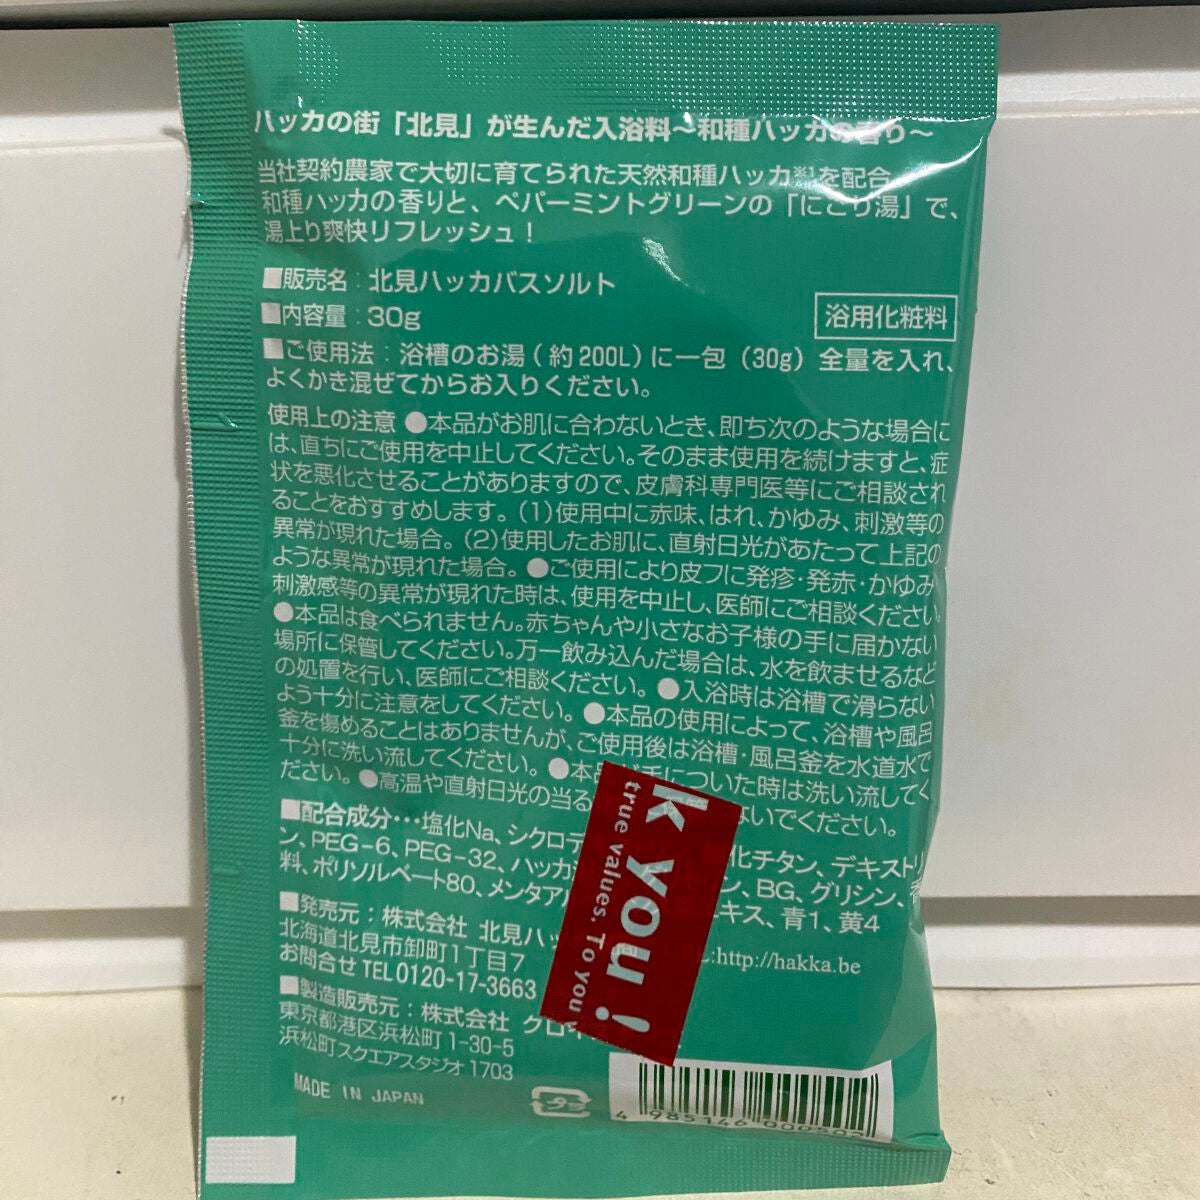 ハッカの街「北見」が生んだ入浴料～和種ハッカの香り～
当社契約農家で大切に育てられた天然和種ハッカ※1を配合
和種ハッカの香りと、ペパーミントグリーンの「にごり湯」で、
湯上り爽快リフレッシュ！
■販売名：北見ハッカバスソルト
■内容量：30g
浴用化粧料
■ご使用法：浴槽のお湯（約200L）に一包（30g）全量を入れ、
よくかき混ぜてからお入りください。
使用上の注意 ●本品がお肌に合わないとき、即ち次のような場合に
は、直ちにご使用を中止してください。そのまま使用を続けますと、症
状を悪化させることがありますので、皮膚科専門医等にご相談され
ることをおすすめします。（1）使用中に赤味、はれ、かゆみ、刺激等の
異常が現れた場合。（2）使用したお肌に、直射日光があたって上記の
ような異常が現れた場合。●ご使用により皮フに発疹・発赤・かゆみ
刺激感等の異常が現れた時は、使用を中止し、医師にご相談ください。
●本品は食べられません。赤ちゃんや小さなお子様の手に届かない
場所に保管してください。万一飲み込んだ場合は、水を飲ませるなど
の処置を行い、医師にご相談ください。●入浴時は浴槽で滑らない
よう十分に注意をしてください。●本品の使用によって、浴槽や風呂
釜を傷めることはありませんが、ご使用後は浴槽・風呂釜を水道水で
十分に洗い流してください。●本品が手についた時は洗い流してく
ださい。●高温や直射日光の当る ないでください。
■配合成分…塩化Na、シクロデ 化チタン、デキストリ
ン、PEG-6、PEG-32、ハッカ ン、BG、グリシン、香
料、ポリソルベート80、メンタア エキス、青1、黄4
■発売元：株式会社 北見ハッ
北海道北見市卸町1丁目7 L:http://hakka.be
お問合せ TEL0120-17-3663
■製造販売元：株式会社 クロ
東京都港区浜松町1-30-5
浜松町スクエアスタジオ1703
MADE IN JAPAN
プラ
k you!
true values. To you
4 985146 000505